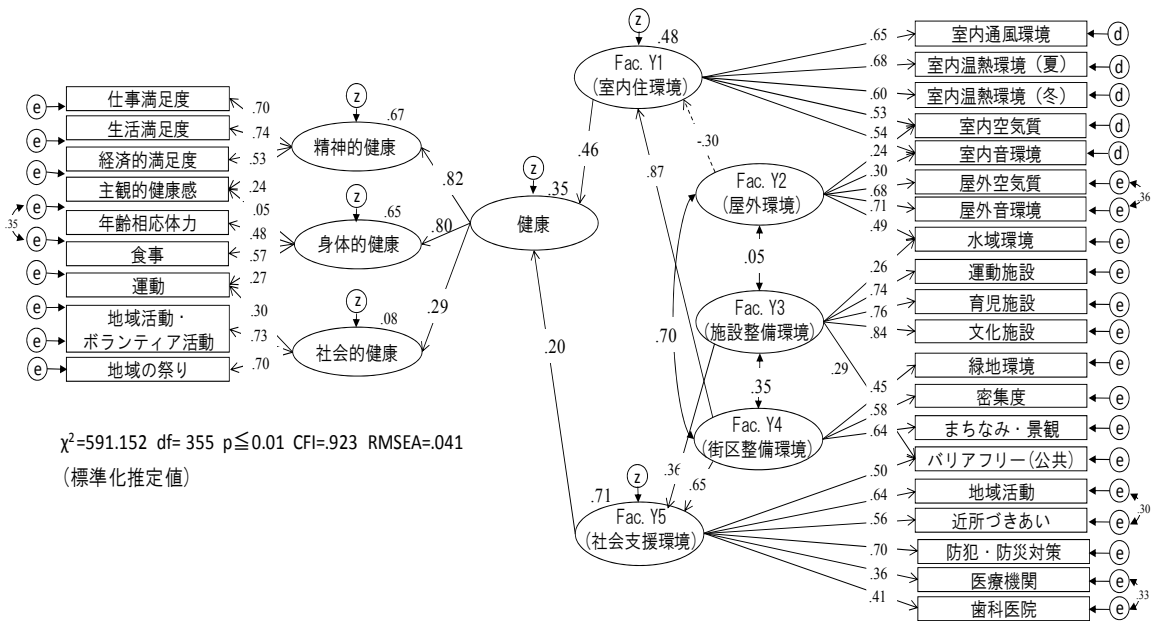 仕事満足度
生活満足度
経済的満足度
主観的健康感
年齢相応体力
食事
運動
地域活動・
ボランティア活動
地域の祭り
e
e
e
e
e
e
e
e
e
e
.35
.70
.74
.53
.24
.05
.48
.57
.27
.30
.73
.70
z
.67
精神的健康
z
.65
身体的健康
z
.08
社会的健康
.82
.80
.29
z
.35
健康
.46
.20
z
.48
Fac. Y1
(室内住環境)
-.30
.87
Fac. Y2
(屋外環境)
.05
.70
Fac. Y3
(施設整備環境)
.35
Fac. Y4
(街区整備環境)
.36
.65
z
.71
Fac. Y5
(社会支援環境)
.65
.68
.60
.53
.54
.24
.30
.68
.71
.49
.26
.74
.76
.84
.29
.45
.58
.64
.50
.64
.56
.70
.36
.41
室内通風環境
d
室内温熱環境（夏）
d
室内温熱環境（冬）
d
室内空気質
d
室内音環境
d
屋外空気質
e
屋外音環境
e
.36
水域環境
e
運動施設
e
育児施設
e
文化施設
e
緑地環境
e
密集度
e
まちなみ・景観
e
バリアフリー(公共)
e
地域活動
e
近所づきあい
e
.30
防犯・防災対策
e
医療機関
e
歯科医院
e
.33
χ²=591.152 df= 355 p≦0.01 CFI=.923 RMSEA=.041
(標準化推定値)